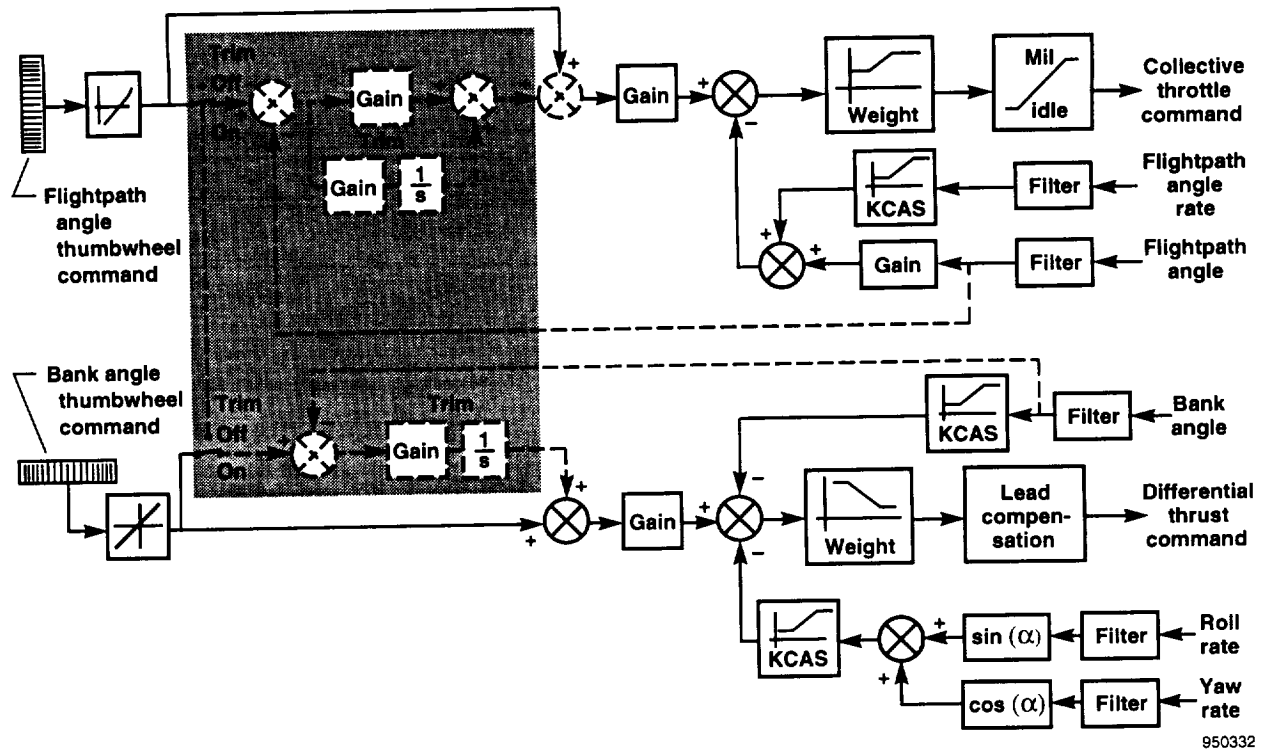 Trim
Off
On
Flightpath
angle
thumbwheel
command
Gain
Trim
Gain
1
s
+
+
Gain
+
−
Weight
Mil
idle
Collective
throttle
command
KCAS
Filter
Flightpath
angle
rate
+
+
Gain
Filter
Flightpath
angle
Bank angle
thumbwheel
command
Trim
Off
On
+
−
Trim
Gain
1
s
+
+
Gain
+
−
−
KCAS
Filter
Bank
angle
Weight
Lead
compen-
sation
Differential
thrust
command
KCAS
+
+
sin (α)
Filter
Roll
rate
cos (α)
Filter
Yaw
rate
950332